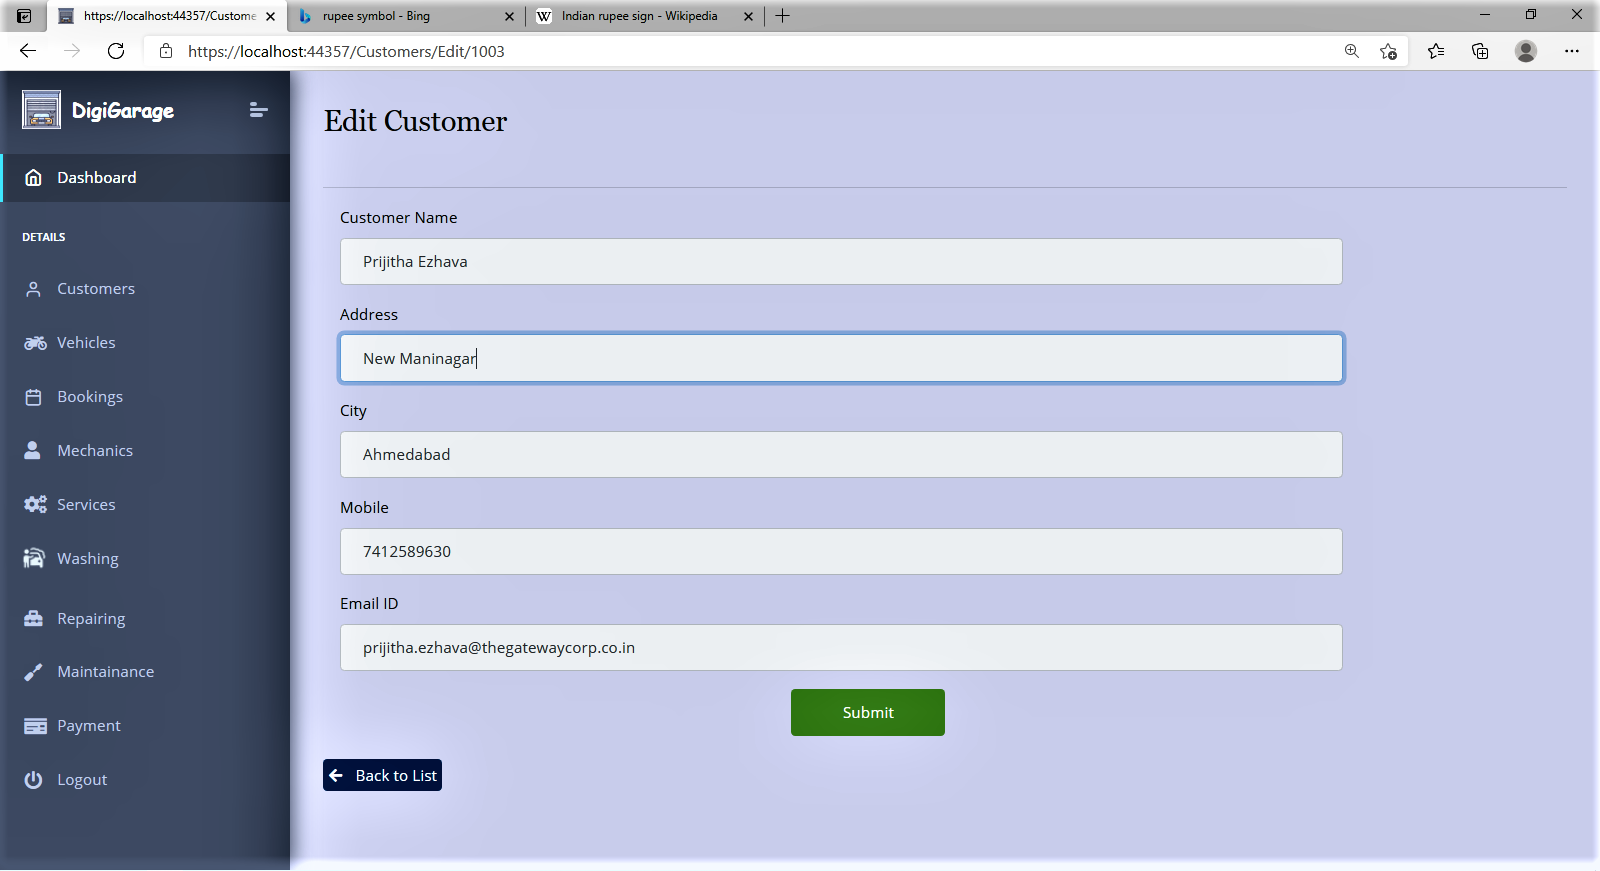 https://localhost:44357/Custome
rupee symbol - Bing
Indian rupee sign - Wikipedia
https://localhost:44357/Customers/Edit/1003
DigiGarage
Dashboard
DETAILS
Customers
Vehicles
Bookings
Mechanics
Services
Washing
Repairing
Maintainance
Payment
Logout
Edit Customer
Customer Name
Prijitha Ezhava
Address
New Maninagar
City
Ahmedabad
Mobile
7412589630
Email ID
prijitha.ezhava@thegatewaycorp.co.in
Submit
Back to List